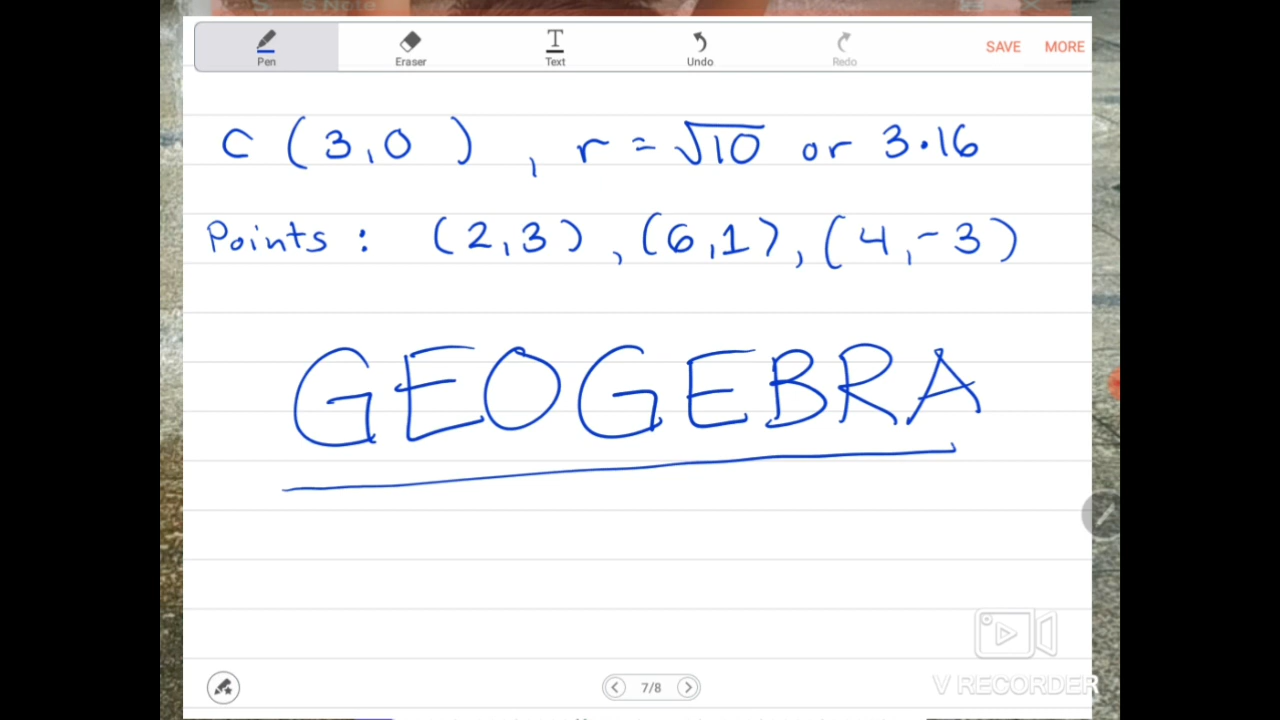 S Note
Pen Eraser Text Undo Redo SAVE MORE
C (3,0), r = √10 or 3.16
Points : (2,3), (6,1), (4,-3)
GEOGEBRA
7/8
V RECORDER